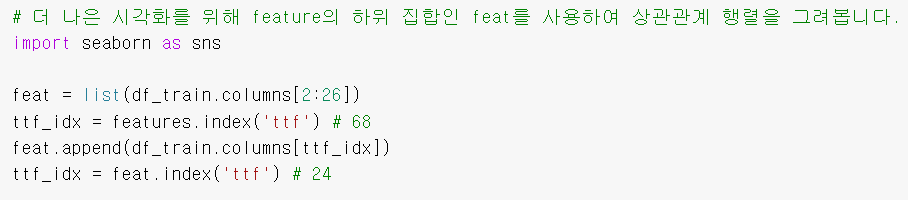 # 더 나은 시각화를 위해 feature의 하위 집합인 feat를 사용하여 상관관계 행렬을 그려봅니다.
import seaborn as sns
feat = list(df_train.columns[2:26])
ttf_idx = features.index('ttf') # 68
feat.append(df_train.columns[ttf_idx])
ttf_idx = feat.index('ttf') # 24